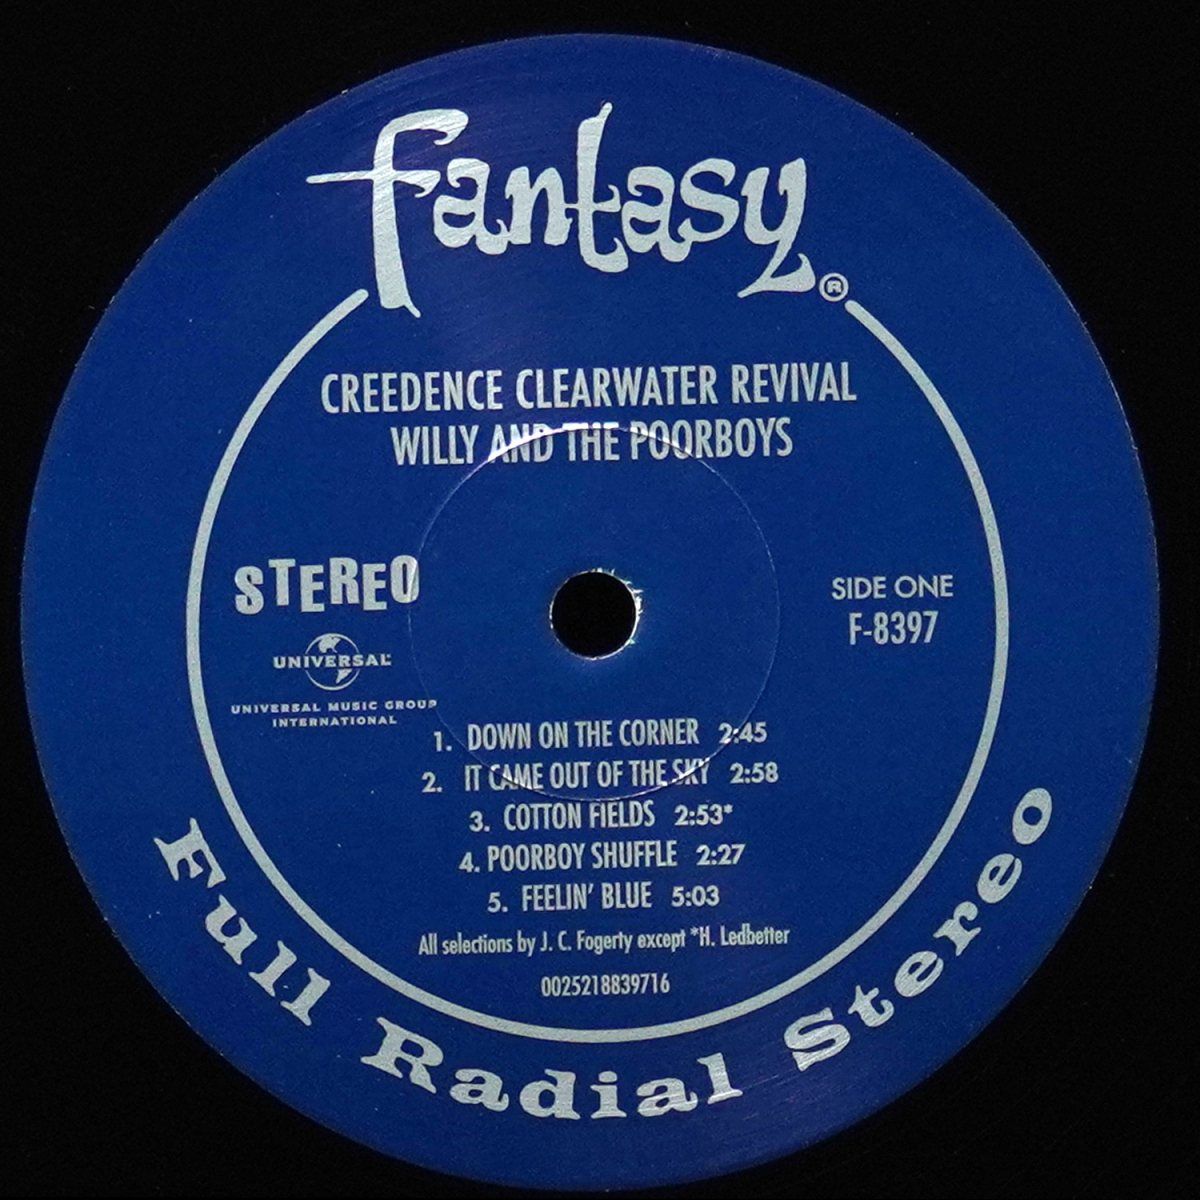 fantasy®
CREEDENCE CLEARWATER REVIVAL
WILLY AND THE POORBOYS
STEREO
UNIVERSAL
UNIVERSAL MUSIC GROUP
INTERNATIONAL
SIDE ONE
F-8397
1. DOWN ON THE CORNER 2:45
2. IT CAME OUT OF THE SKY 2:58
3. COTTON FIELDS 2:53*
4. POORBOY SHUFFLE 2:27
5. FEELIN' BLUE 5:03
All selections by J. C. Fogerty except *H. Ledbetter
0025218839716
Full Radial Stereo